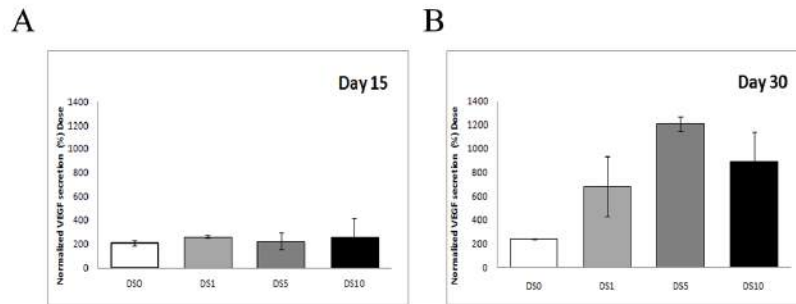 A
B
Day 15
Normalized VEGF secretion (%) Dose
1400
1200
1000
800
600
400
200
0
DS0 DS1 DS5 DS10
Day 30
Normalized VEGF secretion (%) Dose
1400
1200
1000
800
600
400
200
0
DS0 DS1 DS5 DS10